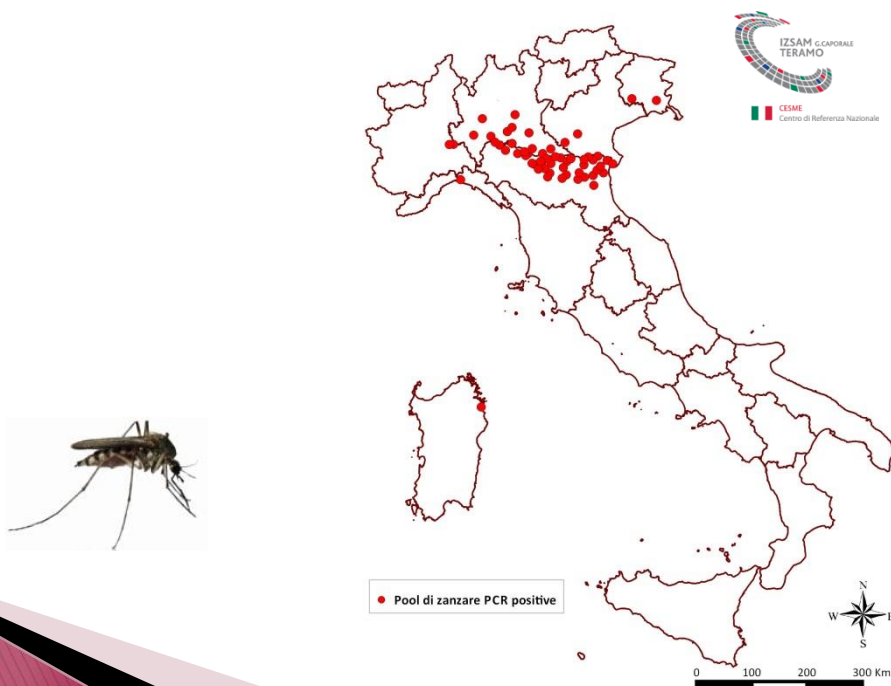 IZSAM G.CAPORALE
TERAMO
CESME
Centro di Referenza Nazionale
Pool di zanzare PCR positive
N
W E
S
0 100 200 300 Km